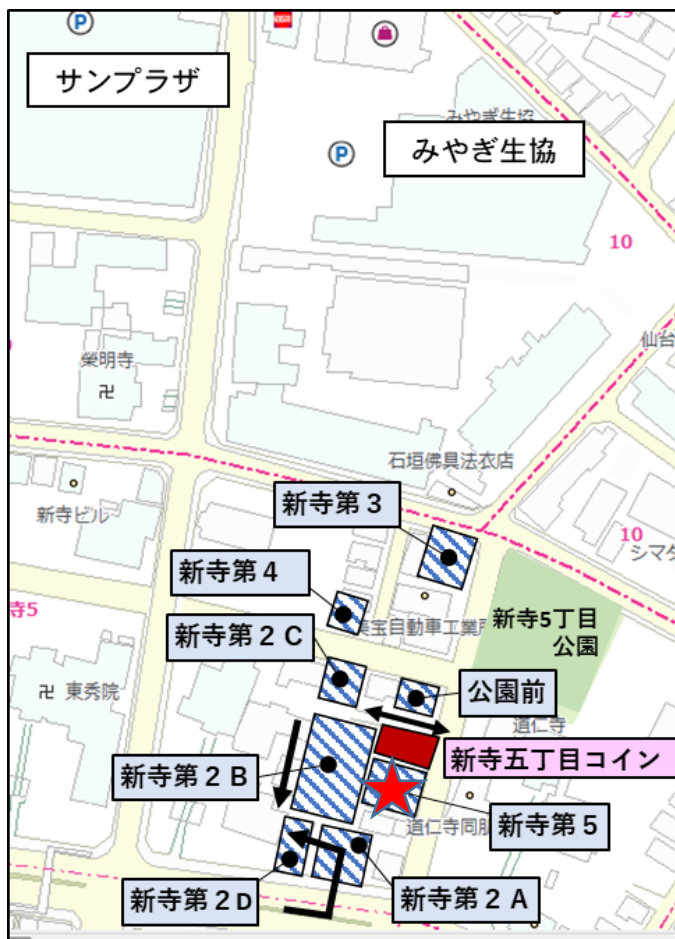 29
P
サンプラザ
みやぎ生協
P
みやぎ生協
10
仙台
榮明寺
卍
石垣佛具法衣店
新寺第３
新寺ビル
10
シマタ
新寺第４
寺5
美宝自動車工業所
新寺5丁目
公園
新寺第２Ｃ
卍 東秀院
公園前
道仁寺
新寺五丁目コイン
新寺第２Ｂ
新寺第５
道仁寺同朋
新寺第２D
新寺第２Ａ